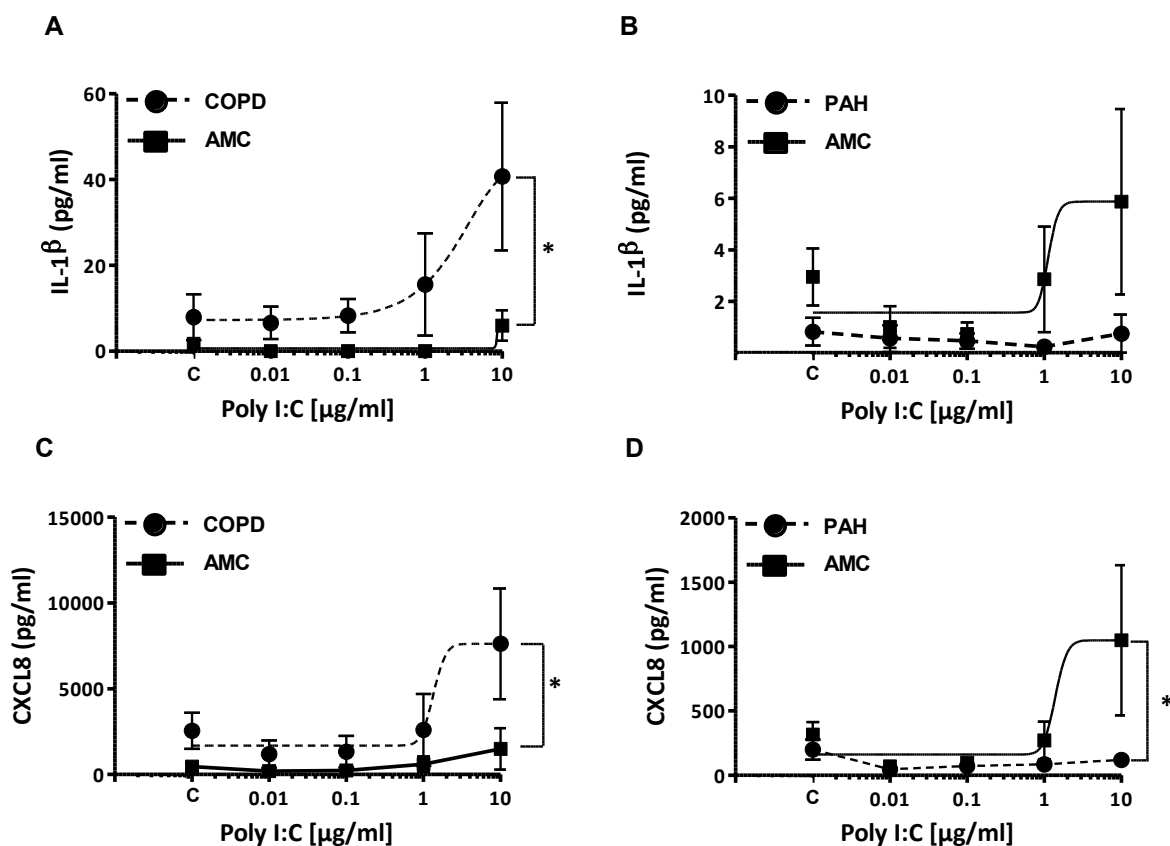 A
COPD
AMC
IL-1β (pg/ml)
60
40
20
0
*
C 0.01 0.1 1 10
Poly I:C [μg/ml]
B
PAH
AMC
IL-1β (pg/ml)
10
8
6
4
2
C 0.01 0.1 1 10
Poly I:C [μg/ml]
C
COPD
AMC
CXCL8 (pg/ml)
15000
10000
5000
0
*
C 0.01 0.1 1 10
Poly I:C [μg/ml]
D
PAH
AMC
CXCL8 (pg/ml)
2000
1500
1000
500
0
*
C 0.01 0.1 1 10
Poly I:C [μg/ml]